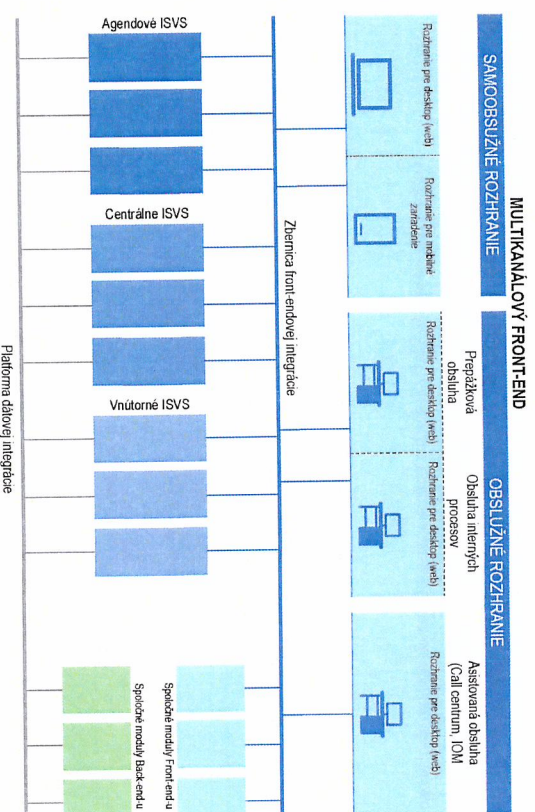 MULTIKANÁLOVÝ FRONT-END
SAMOOBSUŽNÉ ROZHRANIE
OBSLUŽNÉ ROZHRANIE
Rozhranie pre desktop (web)
Rozhranie pre mobilné
zariadenie
Prepážková
obsluha
Rozhranie pre desktop (web)
Obsluha interných
procesov
Rozhranie pre desktop (web)
Asistovaná obsluha
(Call centrum, IOM
Rozhranie pre desktop (web)
Zbernica front-endovej integrácie
Agendové ISVS
Centrálne ISVS
Vnútorné ISVS
Spoločné moduly Front-end-u
Spoločné moduly Back-end-u
Platforma dátovej integrácie